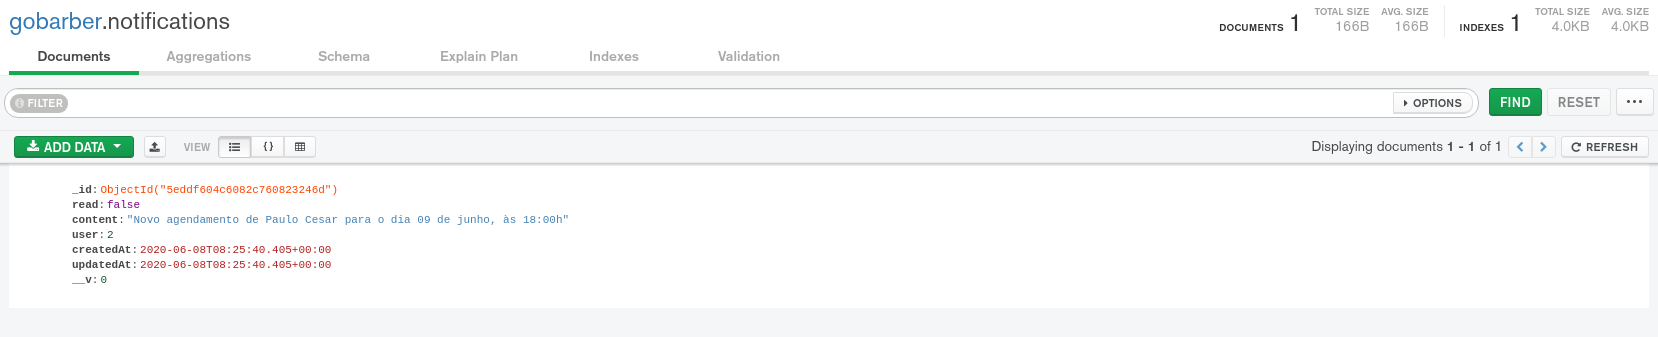 gobarber.notifications
DOCUMENTS 1 TOTAL SIZE 166B AVG. SIZE 166B INDEXES 1 TOTAL SIZE 4.0KB AVG. SIZE 4.0KB
Documents Aggregations Schema Explain Plan Indexes Validation
FILTER OPTIONS FIND RESET ...
ADD DATA VIEW { } Displaying documents 1 - 1 of 1 REFRESH
_id: ObjectId("5eddf604c6082c760823246d")
read: false
content: "Novo agendamento de Paulo Cesar para o dia 09 de junho, às 18:00h"
user: 2
createdAt: 2020-06-08T08:25:40.405+00:00
updatedAt: 2020-06-08T08:25:40.405+00:00
__v: 0